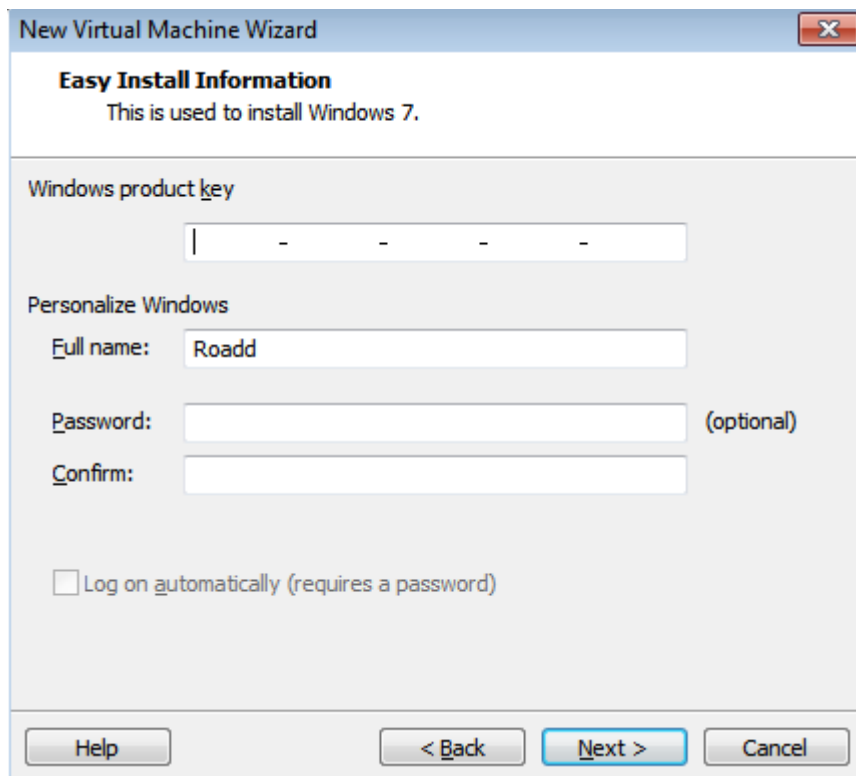 New Virtual Machine Wizard
Easy Install Information
This is used to install Windows 7.
Windows product key
- - - -
Personalize Windows
Full name: Roadd
Password: (optional)
Confirm:
Log on automatically (requires a password)
Help < Back Next > Cancel